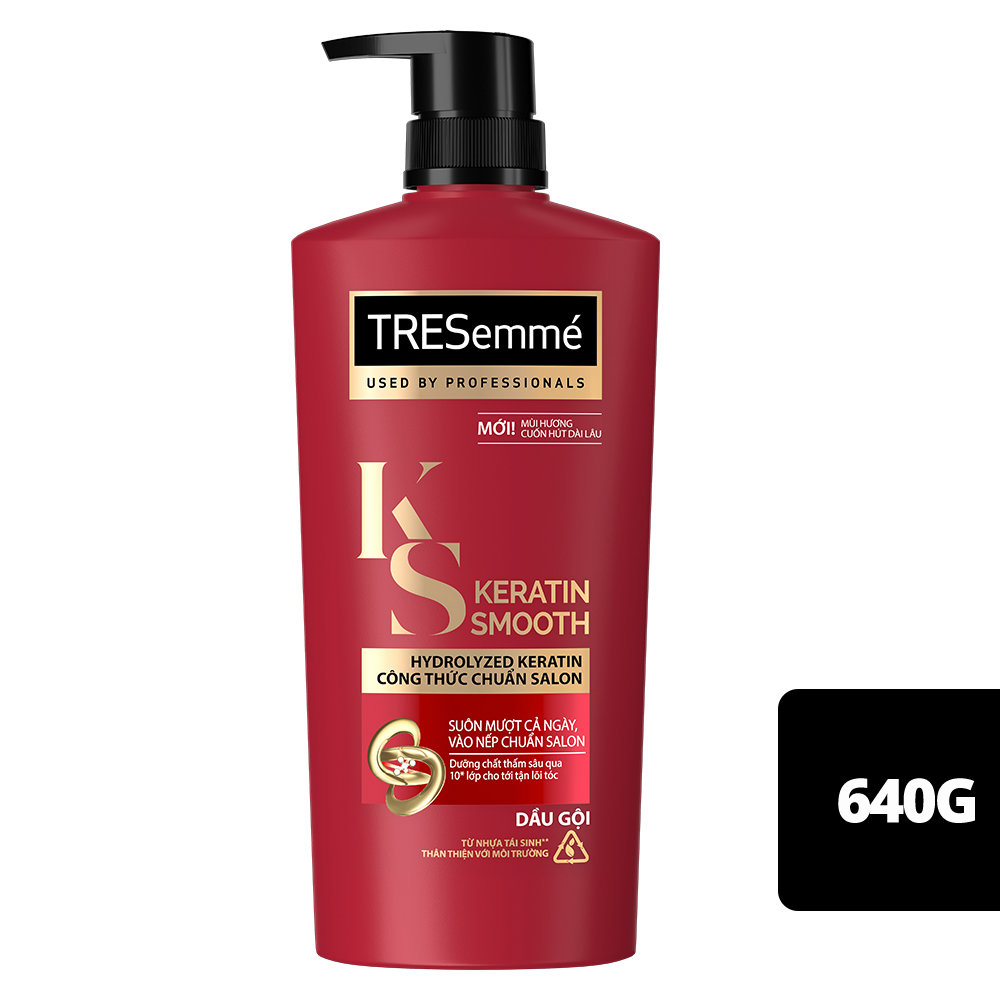 TRESemmé
USED BY PROFESSIONALS
MỚI! MÙI HƯƠNG
CUỐN HÚT DÀI LÂU
KS
KERATIN
SMOOTH
HYDROLYZED KERATIN
CÔNG THỨC CHUẨN SALON
SUÔN MƯỢT CẢ NGÀY,
VÀO NẾP CHUẨN SALON
Dưỡng chất thấm sâu qua
10* lớp cho tới tận lõi tóc
DẦU GỘI
TỪ NHỰA TÁI SINH**
THÂN THIỆN VỚI MÔI TRƯỜNG
640G